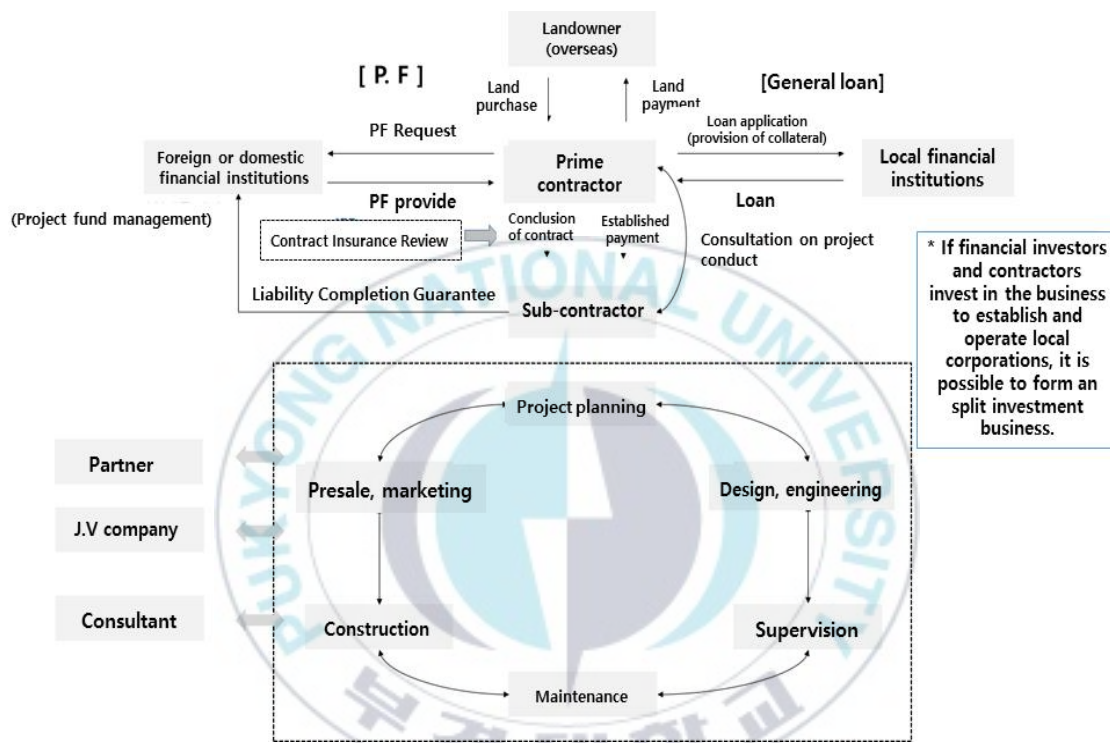 Landowner
(overseas)
[ P. F ]
[General loan]
Land
purchase
Land
payment
PF Request
Loan application
(provision of collateral)
Foreign or domestic
financial institutions
Prime
contractor
Local financial
institutions
PF provide
Loan
(Project fund management)
Contract Insurance Review
Conclusion
of contract
Established
payment
Consultation on project
conduct
Liability Completion Guarantee
Sub-contractor
* If financial investors
and contractors
invest in the business
to establish and
operate local
corporations, it is
possible to form an
split investment
business.
Project planning
Partner
Presale, marketing
Design, engineering
J.V company
Consultant
Construction
Supervision
Maintenance
PUKYONG NATIONAL UNIVERSITY